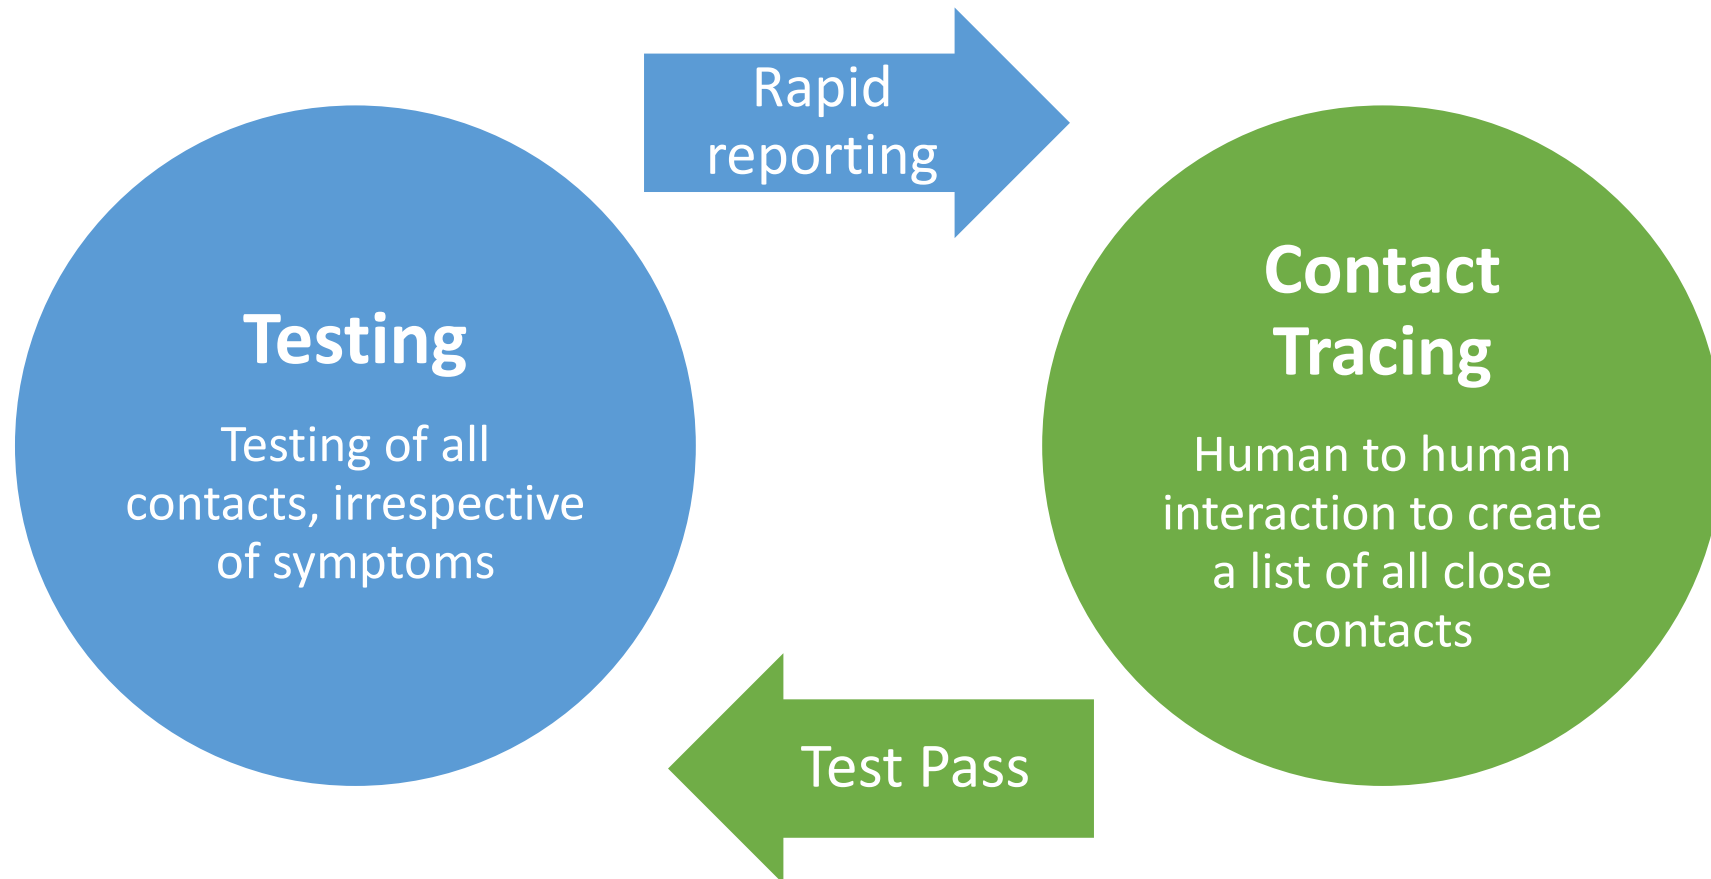 Rapid
reporting
Testing
Testing of all
contacts, irrespective
of symptoms
Contact
Tracing
Human to human
interaction to create
a list of all close
contacts
Test Pass